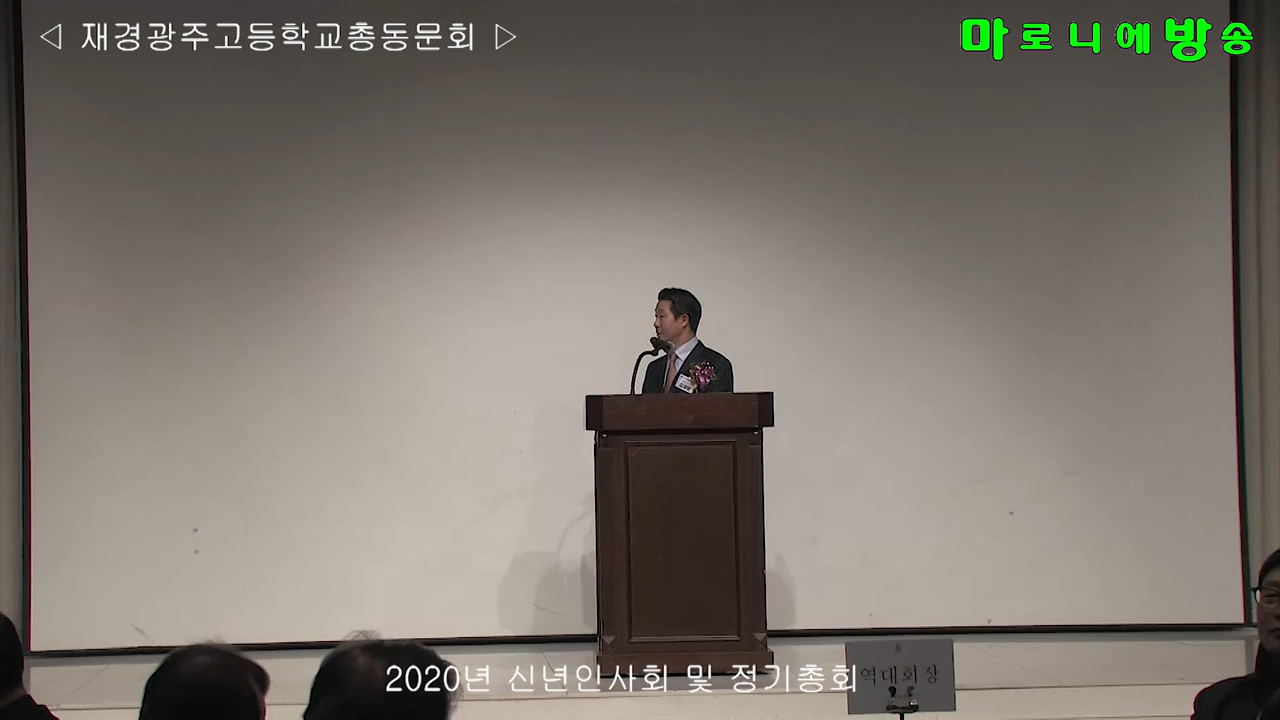 ◁ 재경광주고등학교총동문회 ▷
마로니에방송
2020년 신년인사회 및 정기총회
역대회장